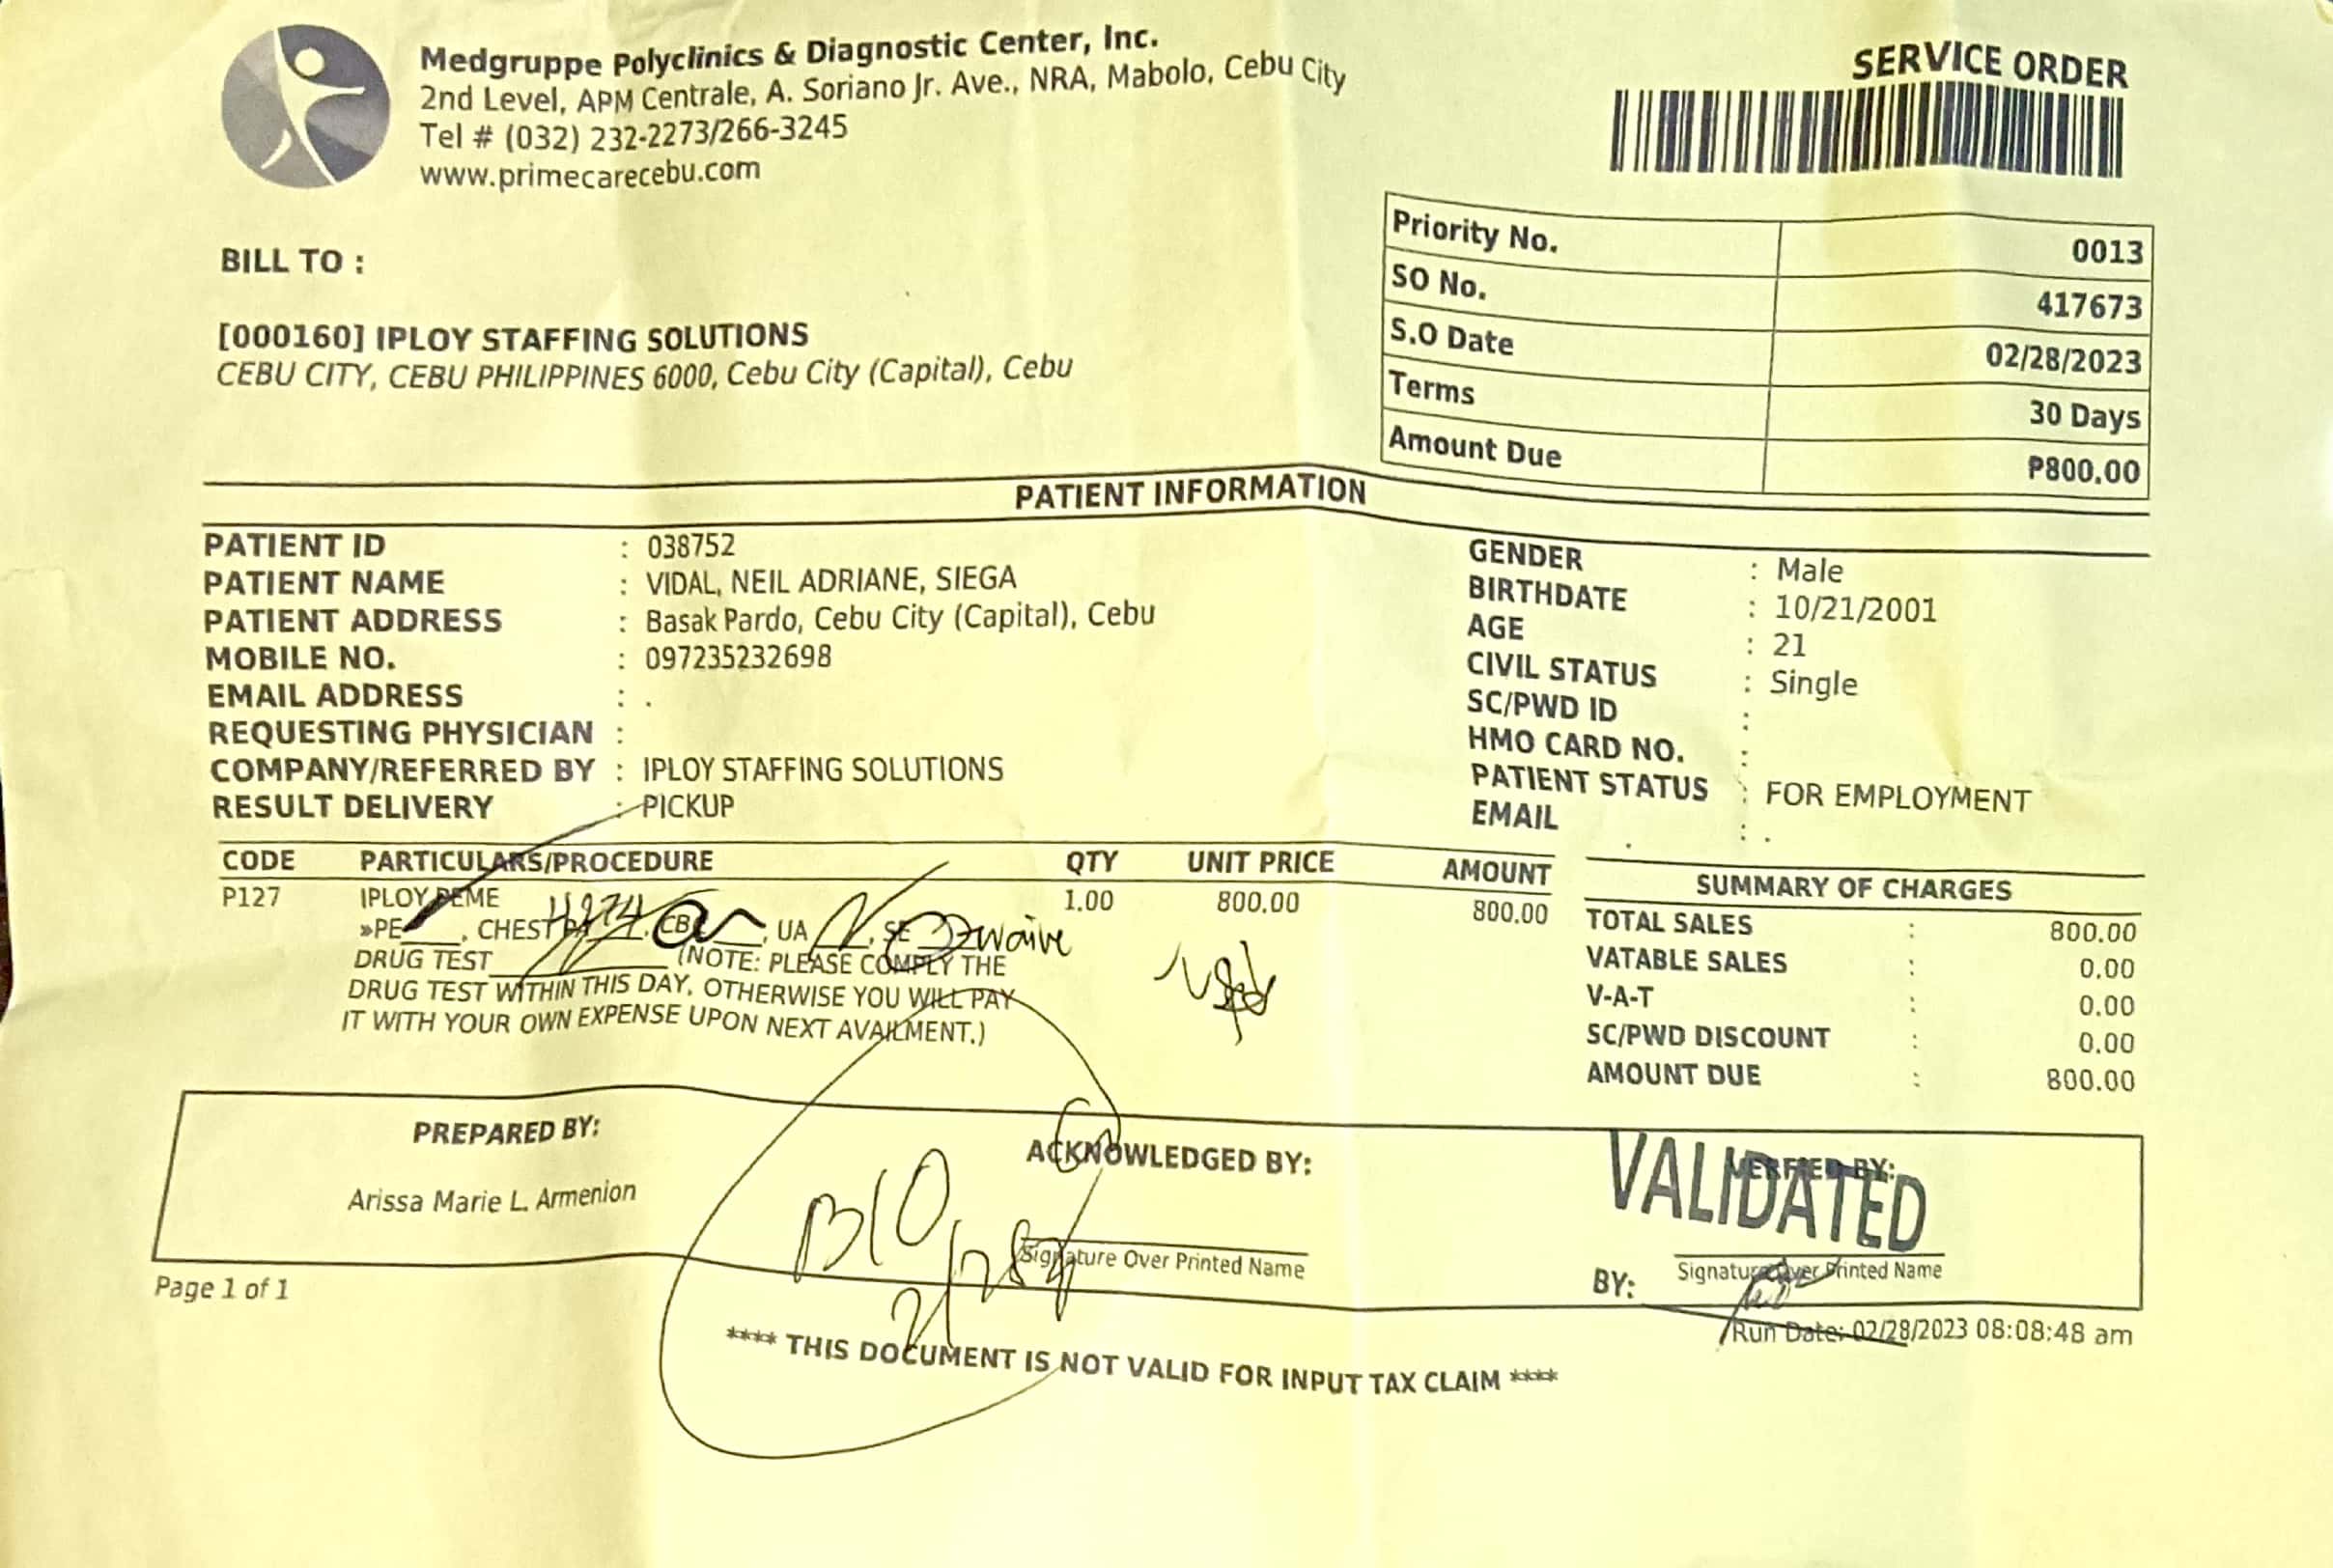 Medgruppe Polyclinics & Diagnostic Center, Inc.
2nd Level, APM Centrale, A. Soriano Jr. Ave., NRA, Mabolo, Cebu City
Tel # (032) 232-2273/266-3245
www.primecarecebu.com
SERVICE ORDER
Priority No. 0013
SO No. 417673
S.O Date 02/28/2023
Terms 30 Days
Amount Due ₱800.00
BILL TO :
[000160] IPLOY STAFFING SOLUTIONS
CEBU CITY, CEBU PHILIPPINES 6000, Cebu City (Capital), Cebu
PATIENT INFORMATION
PATIENT ID : 038752
PATIENT NAME : VIDAL, NEIL ADRIANE, SIEGA
PATIENT ADDRESS : Basak Pardo, Cebu City (Capital), Cebu
MOBILE NO. : 097235232698
EMAIL ADDRESS : .
REQUESTING PHYSICIAN :
COMPANY/REFERRED BY : IPLOY STAFFING SOLUTIONS
RESULT DELIVERY : PICKUP
GENDER : Male
BIRTHDATE : 10/21/2001
AGE : 21
CIVIL STATUS : Single
SC/PWD ID :
HMO CARD NO. :
PATIENT STATUS : FOR EMPLOYMENT
EMAIL : .
CODE PARTICULARS/PROCEDURE QTY UNIT PRICE AMOUNT
P127 IPLOY PEME 1.00 800.00 800.00
»PE____, CHEST , CBC , UA , SE waive
DRUG TEST__________ (NOTE: PLEASE COMPLY THE
DRUG TEST WITHIN THIS DAY, OTHERWISE YOU WILL PAY
IT WITH YOUR OWN EXPENSE UPON NEXT AVAILMENT.)
SUMMARY OF CHARGES
TOTAL SALES : 800.00
VATABLE SALES : 0.00
V-A-T : 0.00
SC/PWD DISCOUNT : 0.00
AMOUNT DUE : 800.00
PREPARED BY:
Arissa Marie L. Armenion
ACKNOWLEDGED BY:
Signature Over Printed Name
BIO
VERIFIED BY:
VALIDATED
Signature Over Printed Name
BY:
Page 1 of 1
Run Date: 02/28/2023 08:08:48 am
**** THIS DOCUMENT IS NOT VALID FOR INPUT TAX CLAIM ****